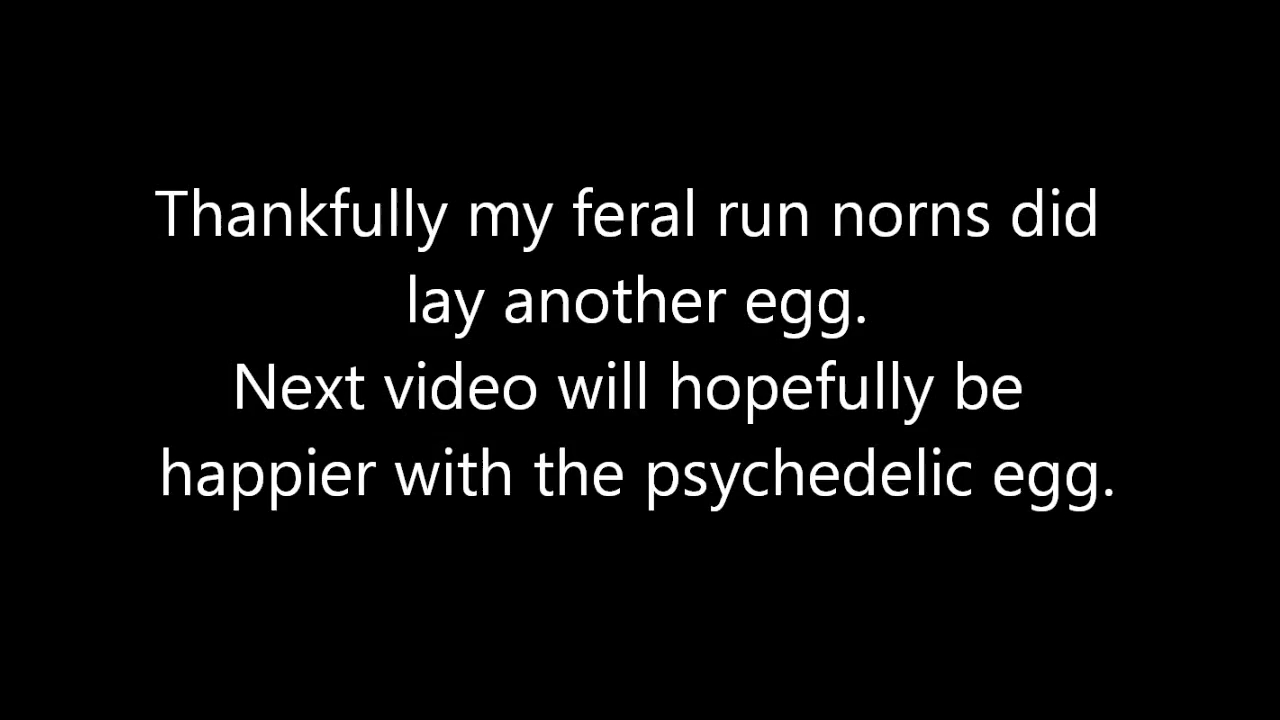 Thankfully my feral run norns did
lay another egg.
Next video will hopefully be
happier with the psychedelic egg.